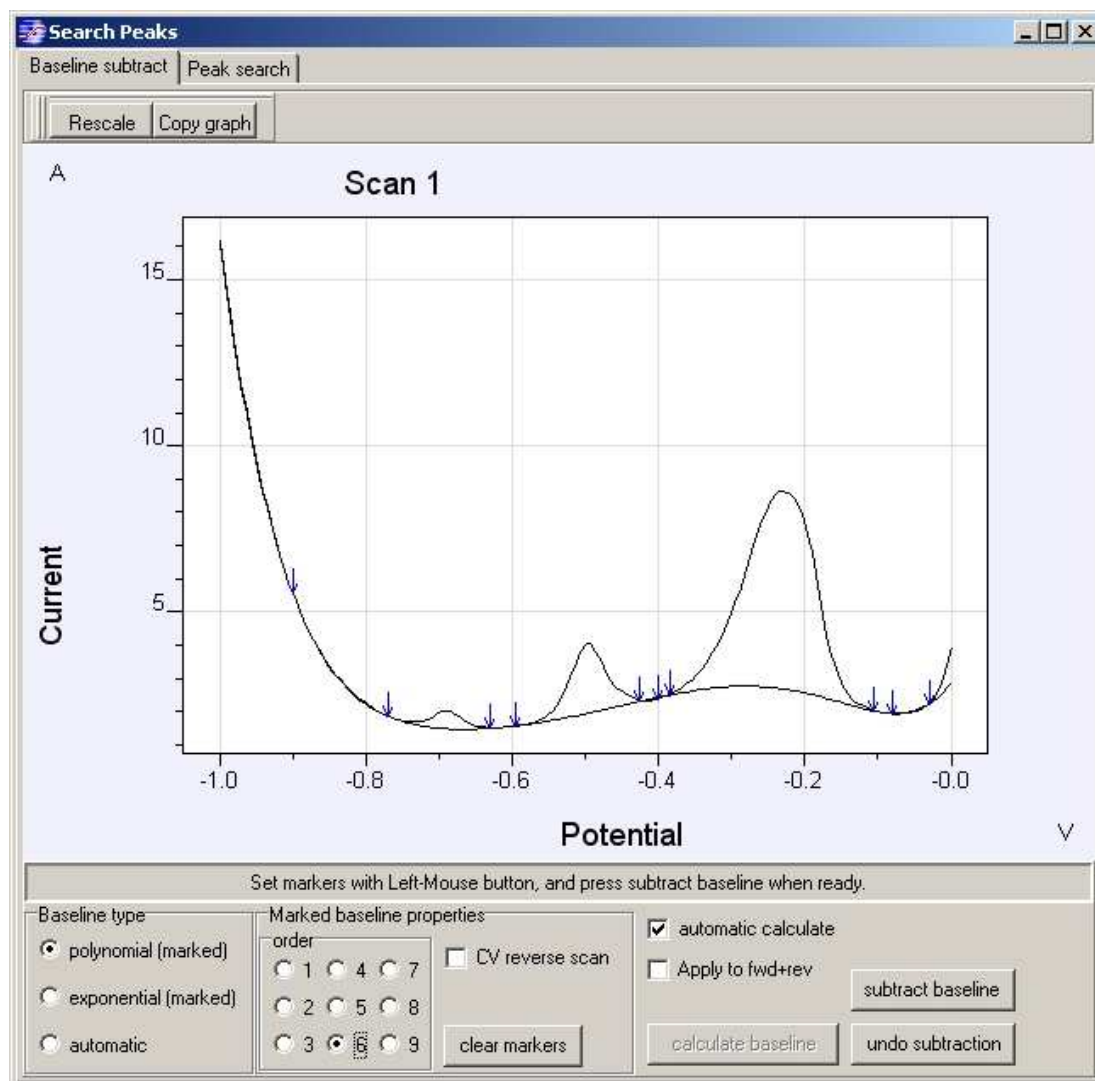 Search Peaks
Baseline subtract Peak search
Rescale Copy graph
A
Scan 1
15
10
5
Current
-1.0 -0.8 -0.6 -0.4 -0.2 -0.0
Potential
V
Set markers with Left-Mouse button, and press subtract baseline when ready.
Baseline type
polynomial (marked)
exponential (marked)
automatic
Marked baseline properties
order
1 4 7
2 5 8
3 6 9
CV reverse scan
clear markers
automatic calculate
Apply to fwd+rev
subtract baseline
calculate baseline
undo subtraction